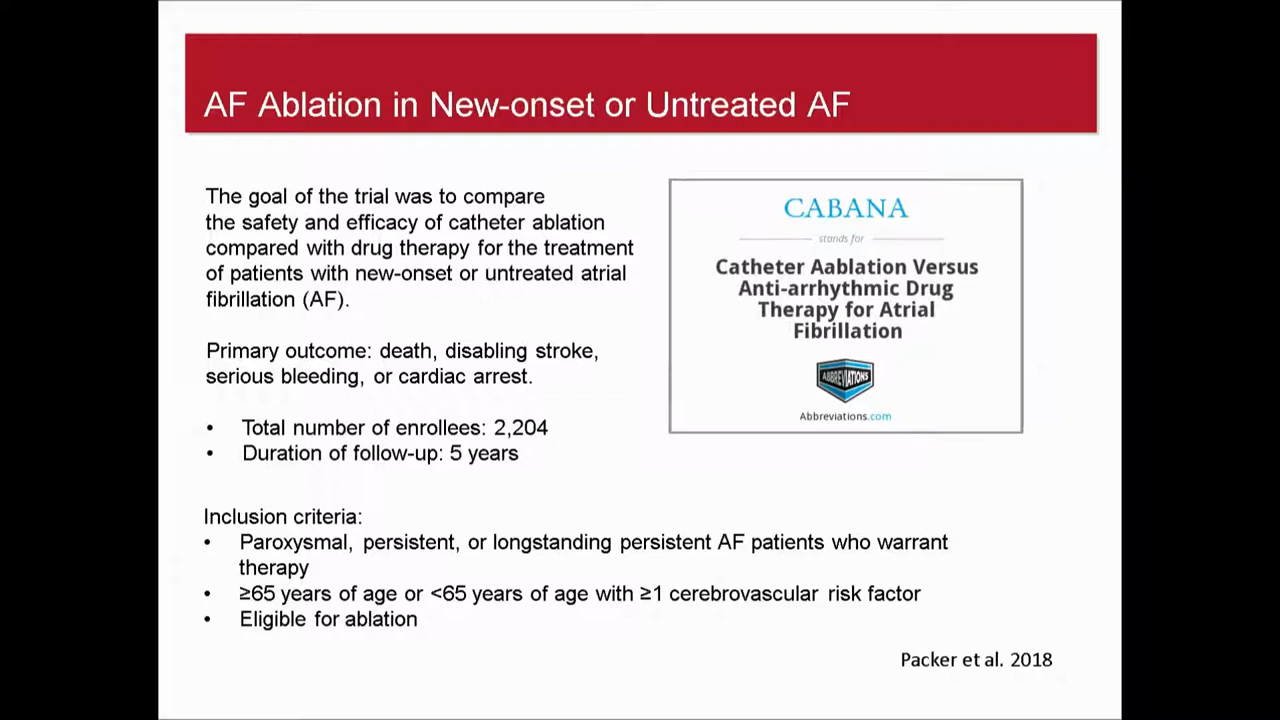 AF Ablation in New-onset or Untreated AF
The goal of the trial was to compare
the safety and efficacy of catheter ablation
compared with drug therapy for the treatment
of patients with new-onset or untreated atrial
fibrillation (AF).
Primary outcome: death, disabling stroke,
serious bleeding, or cardiac arrest.
• Total number of enrollees: 2,204
• Duration of follow-up: 5 years
CABANA
stands for
Catheter Aablation Versus
Anti-arrhythmic Drug
Therapy for Atrial
Fibrillation
ABBREVIATIONS
Abbreviations.com
Inclusion criteria:
• Paroxysmal, persistent, or longstanding persistent AF patients who warrant
therapy
• ≥65 years of age or <65 years of age with ≥1 cerebrovascular risk factor
• Eligible for ablation
Packer et al. 2018